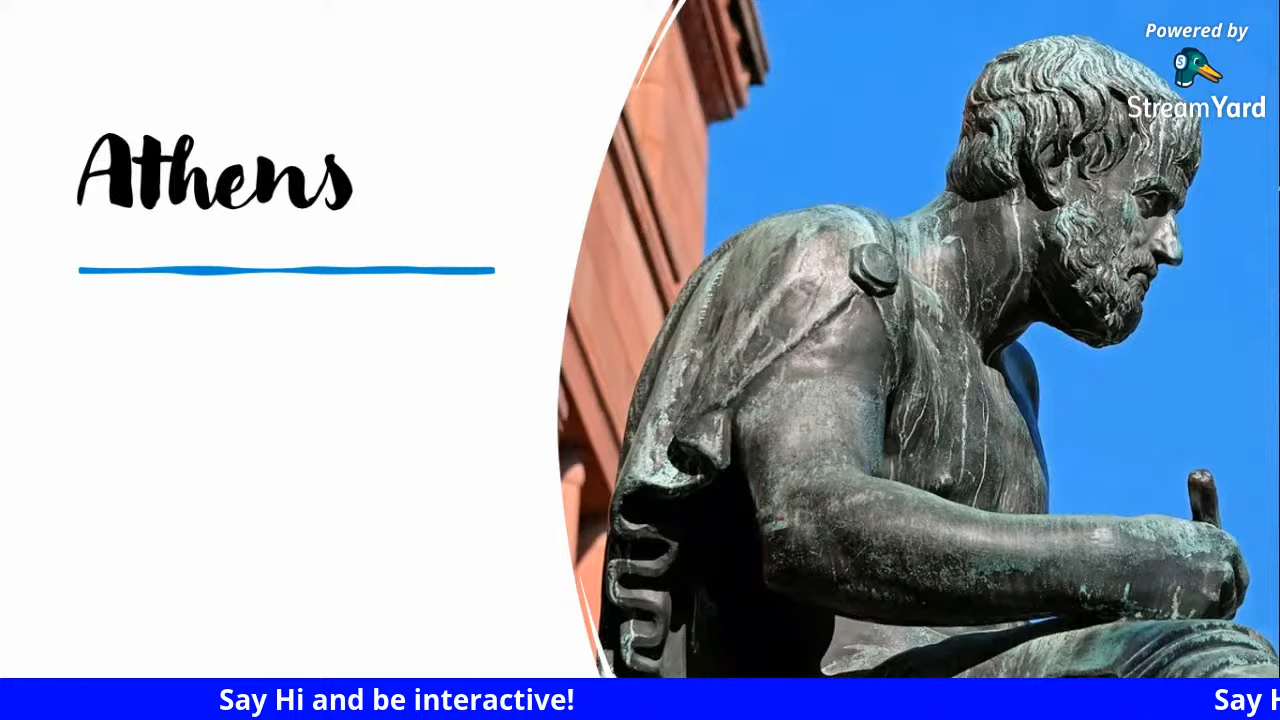 Powered by
StreamYard
Athens
Say Hi and be interactive!
Say H